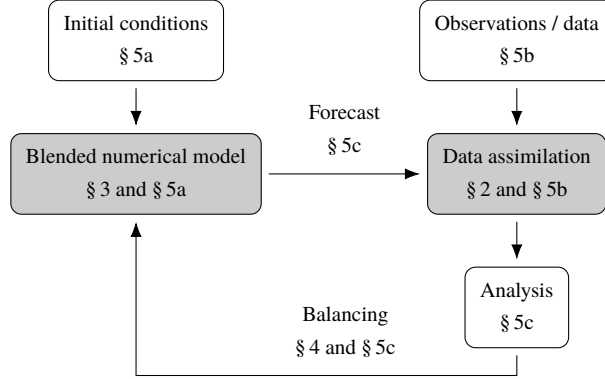 Initial conditions
§ 5a
Observations / data
§ 5b
Forecast
§ 5c
Blended numerical model
§ 3 and § 5a
Data assimilation
§ 2 and § 5b
Analysis
§ 5c
Balancing
§ 4 and § 5c